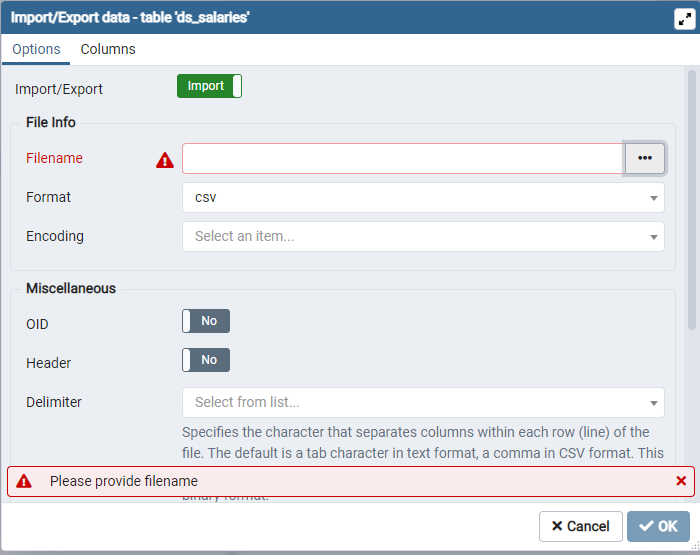 Import/Export data - table 'ds_salaries'
Options Columns
Import/Export Import
File Info
Filename •••
Format csv
Encoding Select an item...
Miscellaneous
OID No
Header No
Delimiter Select from list...
Specifies the character that separates columns within each row (line) of the
file. The default is a tab character in text format, a comma in CSV format. This
Please provide filename
binary format.
Cancel OK